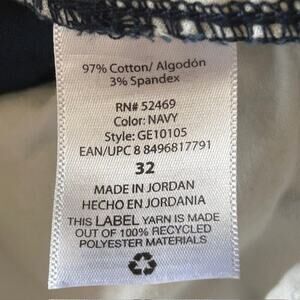 97% Cotton/ Algodón
3% Spandex
RN# 52469
Color: NAVY
Style: GE10105
EAN/UPC 8 8496817791
32
MADE IN JORDAN
HECHO EN JORDANIA
THIS LABEL YARN IS MADE
OUT OF 100% RECYCLED
POLYESTER MATERIALS